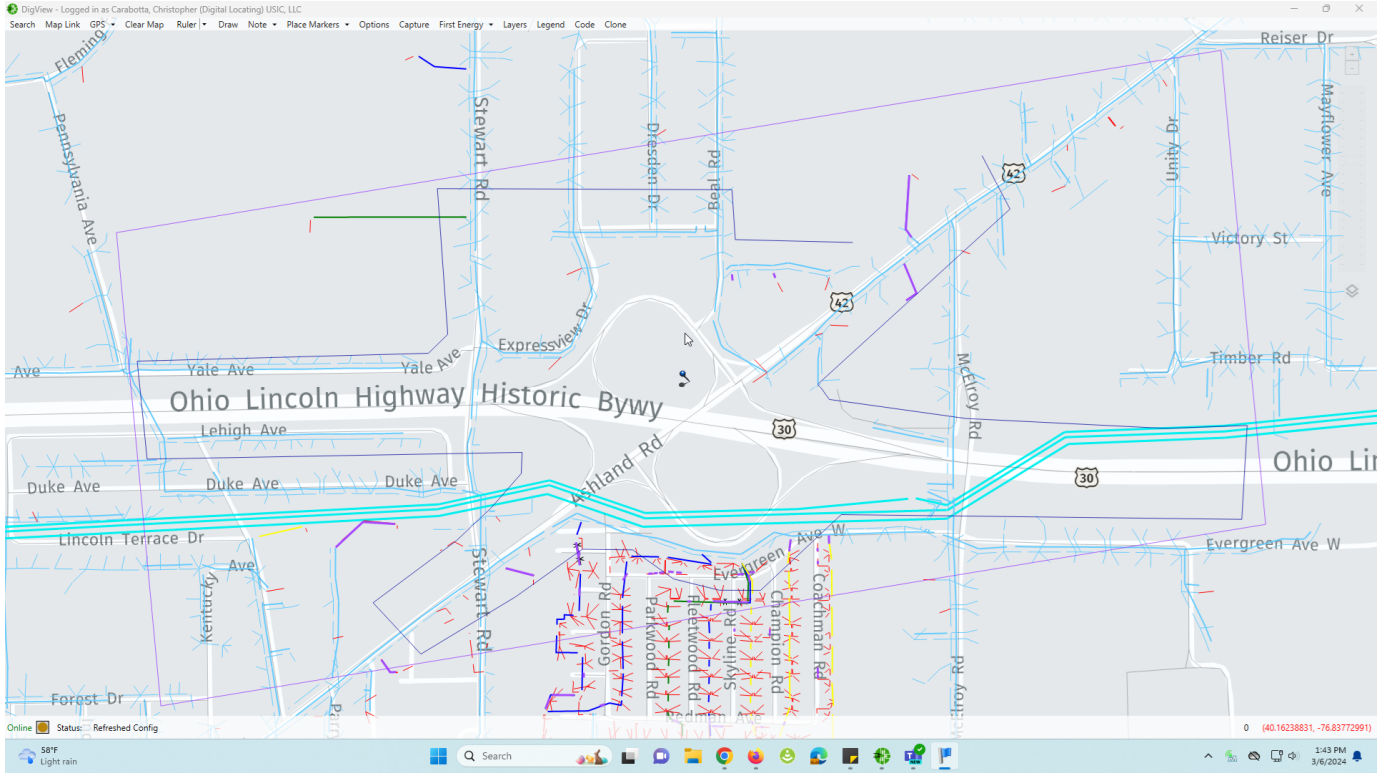 DigView - Logged in as Carabotta, Christopher (Digital Locating) USIC, LLC
Search Map Link GPS Clear Map Ruler Draw Note Place Markers Options Capture First Energy Layers Legend Code Clone
Reiser Dr
Fleming
Stewart Rd
Pennsylvania Ave
Dresden Dr
Beal Rd
Unity Dr
Mayflower Ave
42
Victory St
42
Expressview Dr
Timber Rd
Ave
Yale Ave
Yale Ave
McElroy Rd
Ohio Lincoln Highway Historic Bywy
Lehigh Ave
30
Ohio Lin
Ashland Rd
Duke Ave
Duke Ave
Duke Ave
30
Lincoln Terrace Dr
Evergreen Ave W
Evergreen Ave W
Ave
Kentucky
Stewart Rd
Gordon Rd
Parkwood Rd
Fleetwood Rd
Skyline Rd
Champion Rd
Coachman Rd
McElroy Rd
Forest Dr
Redman Ave
Online Status: Refreshed Config
0 (40.16238831, -76.83772991)
58°F
Light rain
Search
NEW
1:43 PM
3/6/2024